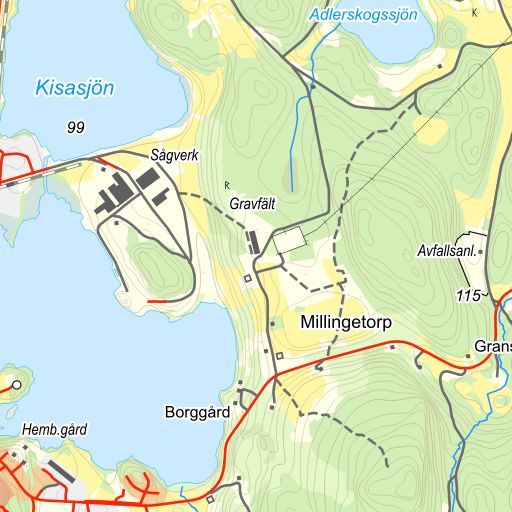 Adlerskogssjön
Kisasjön
99
Sågverk
Gravfält
Avfallsanl.
115
Millingetorp
Grans
Borggård
Hemb.gård